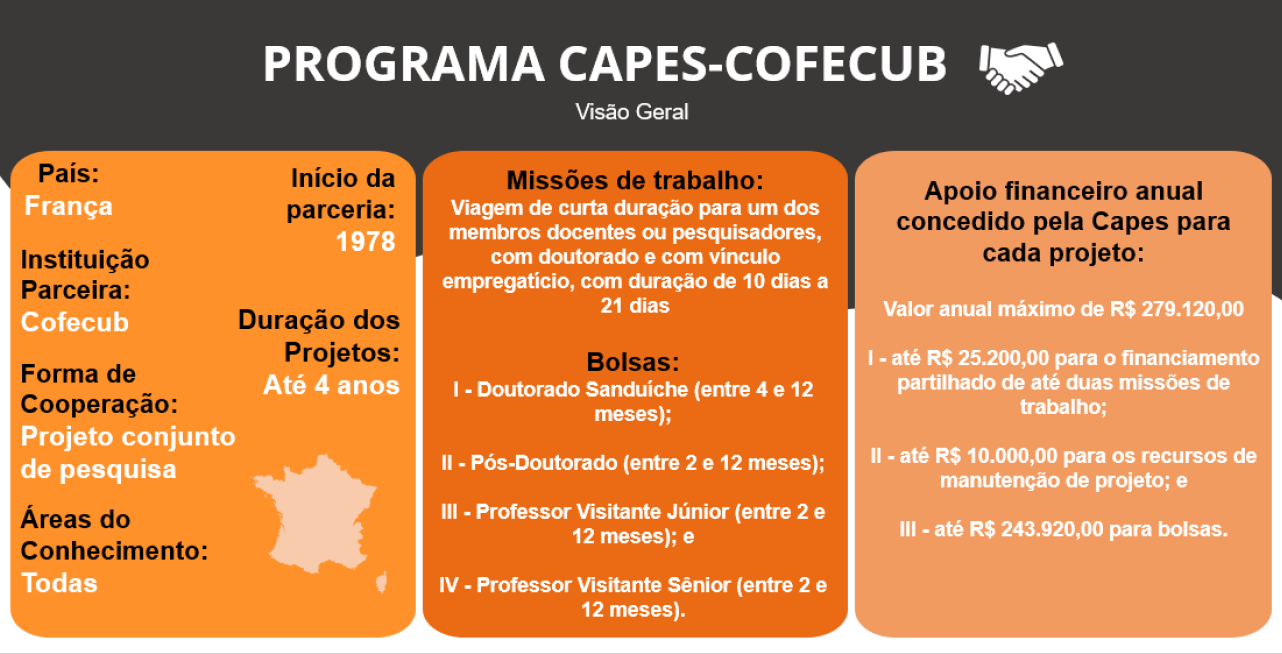 PROGRAMA CAPES-COFECUB
Visão Geral
País:
França
Instituição
Parceira:
Cofecub
Forma de
Cooperação:
Projeto conjunto
de pesquisa
Áreas do
Conhecimento:
Todas
Início da
parceria:
1978
Duração dos
Projetos:
Até 4 anos
Missões de trabalho:
Viagem de curta duração para um dos
membros docentes ou pesquisadores,
com doutorado e com vínculo
empregatício, com duração de 10 dias a
21 dias
Bolsas:
I - Doutorado Sanduíche (entre 4 e 12
meses);
II - Pós-Doutorado (entre 2 e 12 meses);
III - Professor Visitante Júnior (entre 2 e
12 meses); e
IV - Professor Visitante Sênior (entre 2 e
12 meses).
Apoio financeiro anual
concedido pela Capes para
cada projeto:
Valor anual máximo de R$ 279.120,00
I - até R$ 25.200,00 para o financiamento
partilhado de até duas missões de
trabalho;
II - até R$ 10.000,00 para os recursos de
manutenção de projeto; e
III - até R$ 243.920,00 para bolsas.